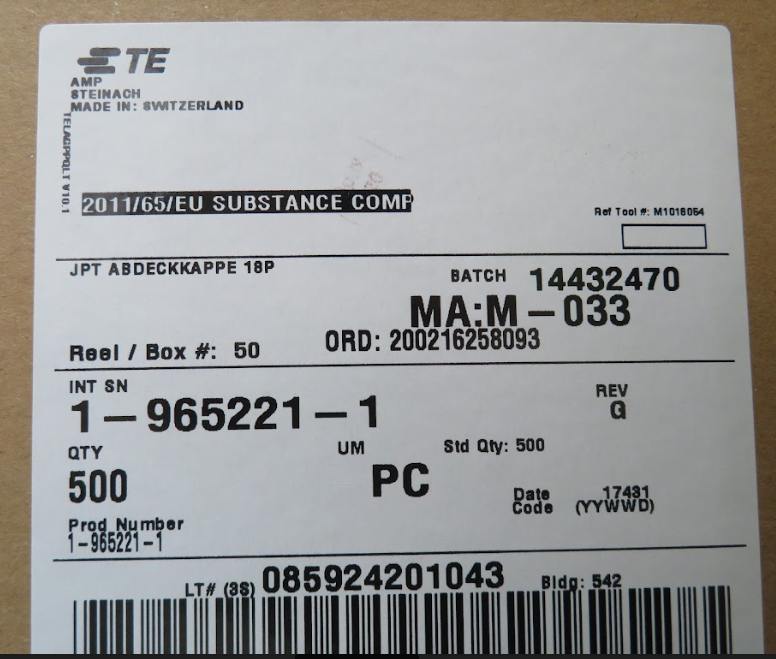 TE
AMP
STEINACH
MADE IN: SWITZERLAND
TELAGPPQLT V10.1
2011/65/EU SUBSTANCE COMP
Ref Tool #: M1016054
JPT ABDECKKAPPE 18P
BATCH 14432470
MA:M-033
Reel / Box #: 50 ORD: 200216258093
INT SN
1-965221-1
REV
G
QTY UM Std Qty: 500
500 PC
Date Code 17431 (YYWWD)
Prod Number
1-965221-1
LT# (3S) 085924201043 Bldg: 542